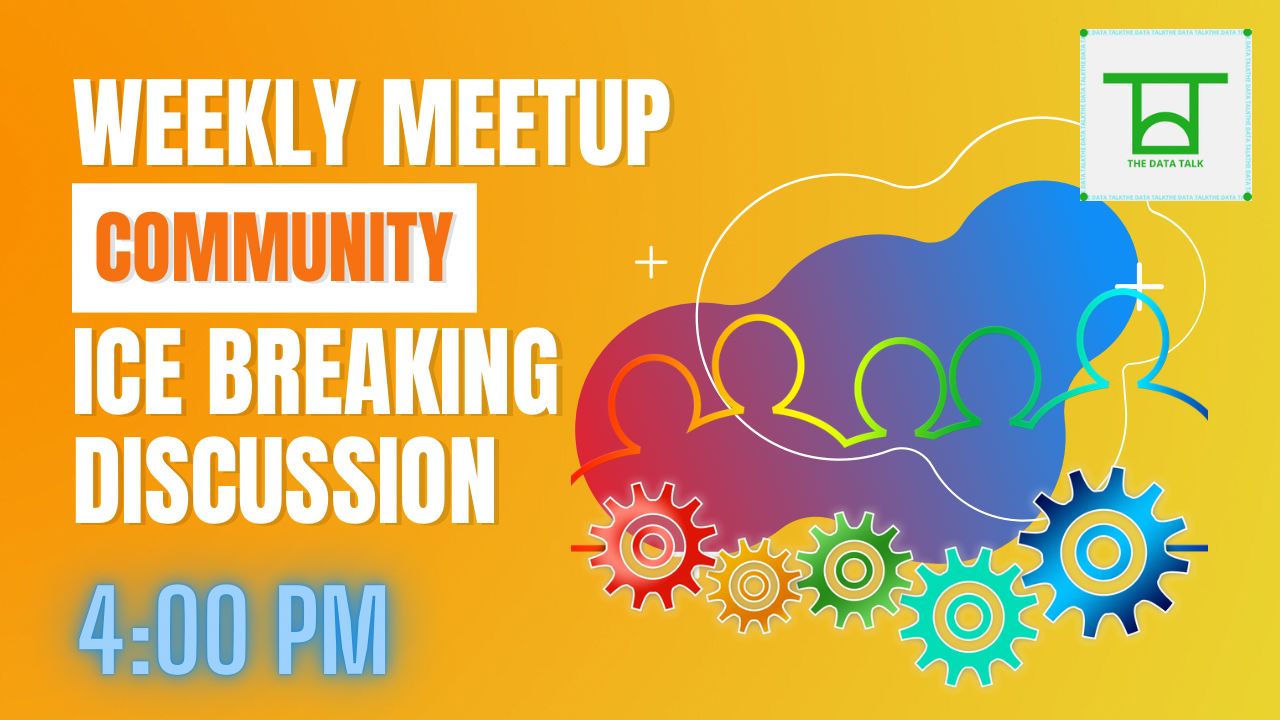 WEEKLY MEETUP
COMMUNITY
ICE BREAKING
DISCUSSION
4:00 PM
THE DATA TALK